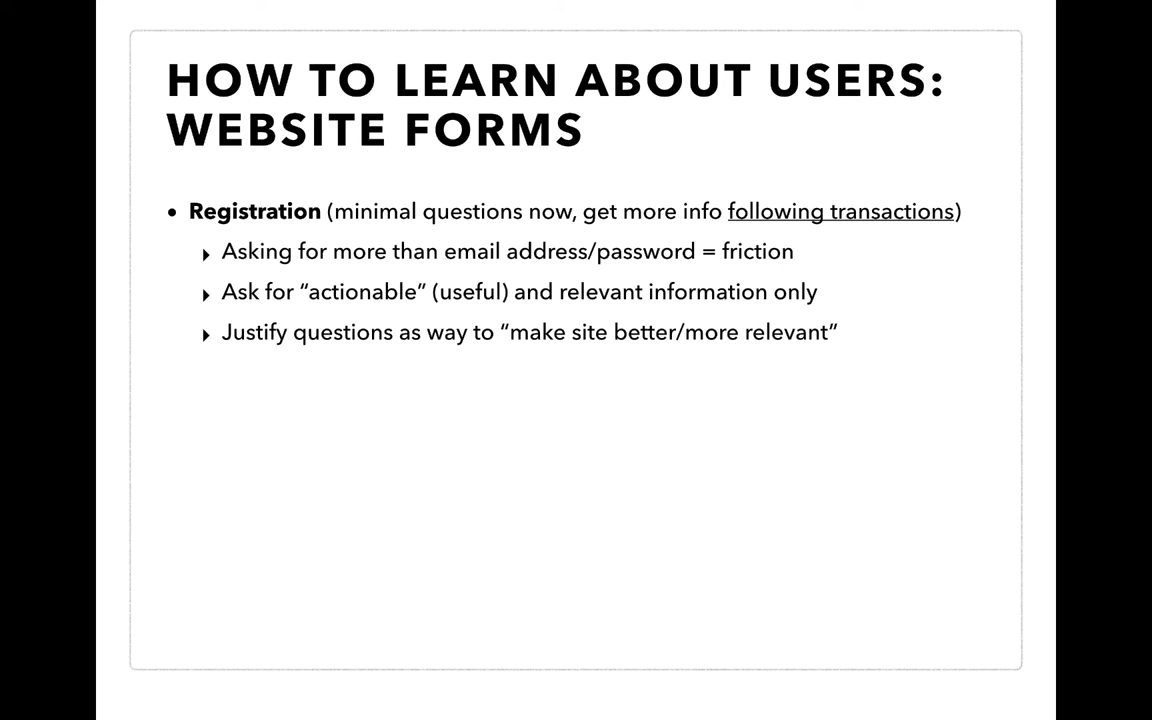 HOW TO LEARN ABOUT USERS:
WEBSITE FORMS
• Registration (minimal questions now, get more info following transactions)
‣ Asking for more than email address/password = friction
‣ Ask for “actionable” (useful) and relevant information only
‣ Justify questions as way to “make site better/more relevant”